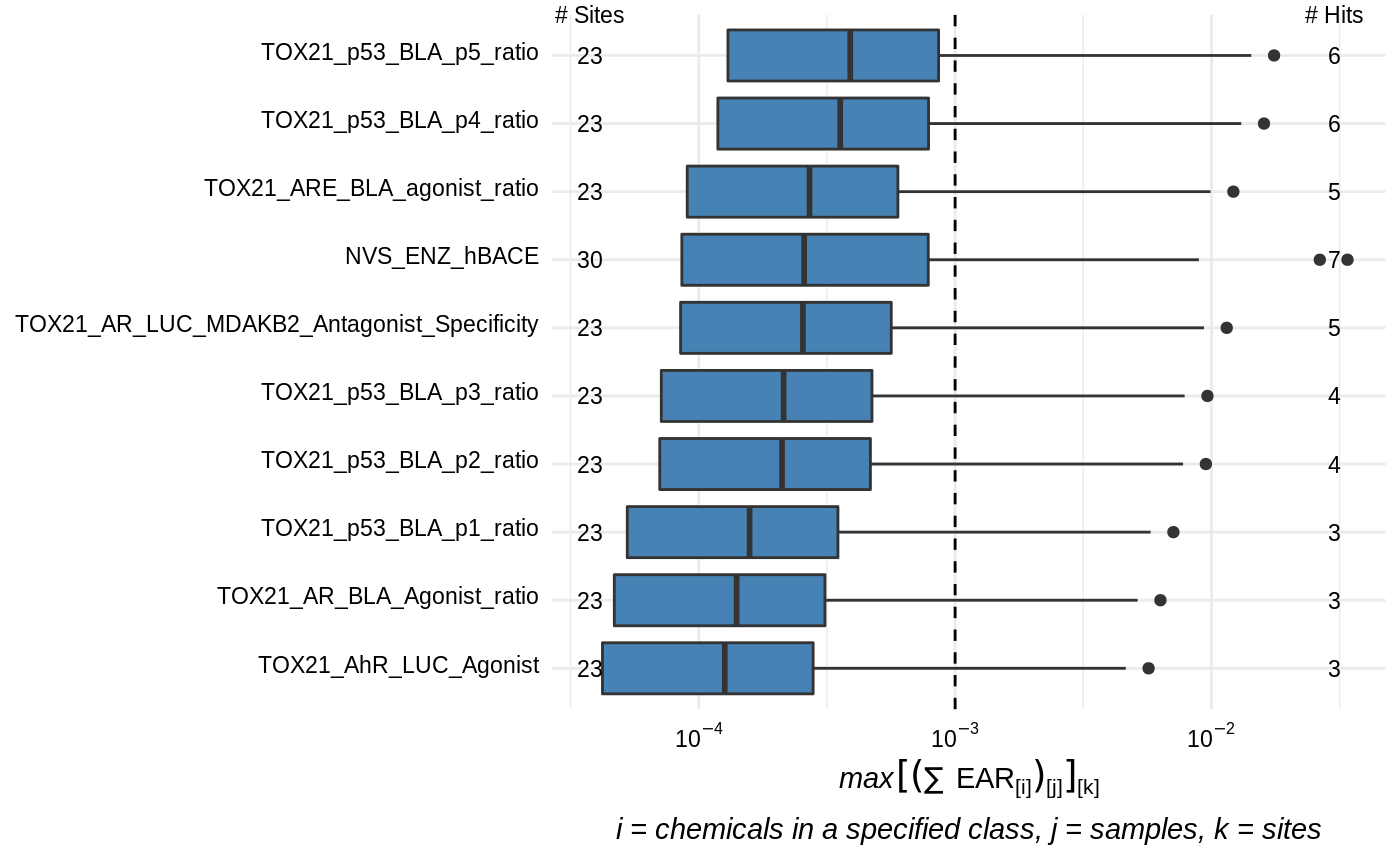 # Sites # Hits
TOX21_p53_BLA_p5_ratio 23 6
TOX21_p53_BLA_p4_ratio 23 6
TOX21_ARE_BLA_agonist_ratio 23 5
NVS_ENZ_hBACE 30 7
TOX21_AR_LUC_MDAKB2_Antagonist_Specificity 23 5
TOX21_p53_BLA_p3_ratio 23 4
TOX21_p53_BLA_p2_ratio 23 4
TOX21_p53_BLA_p1_ratio 23 3
TOX21_AR_BLA_Agonist_ratio 23 3
TOX21_AhR_LUC_Agonist 23 3
10⁻⁴ 10⁻³ 10⁻²
max[(∑ EAR[i])[j]][k]
i = chemicals in a specified class, j = samples, k = sites